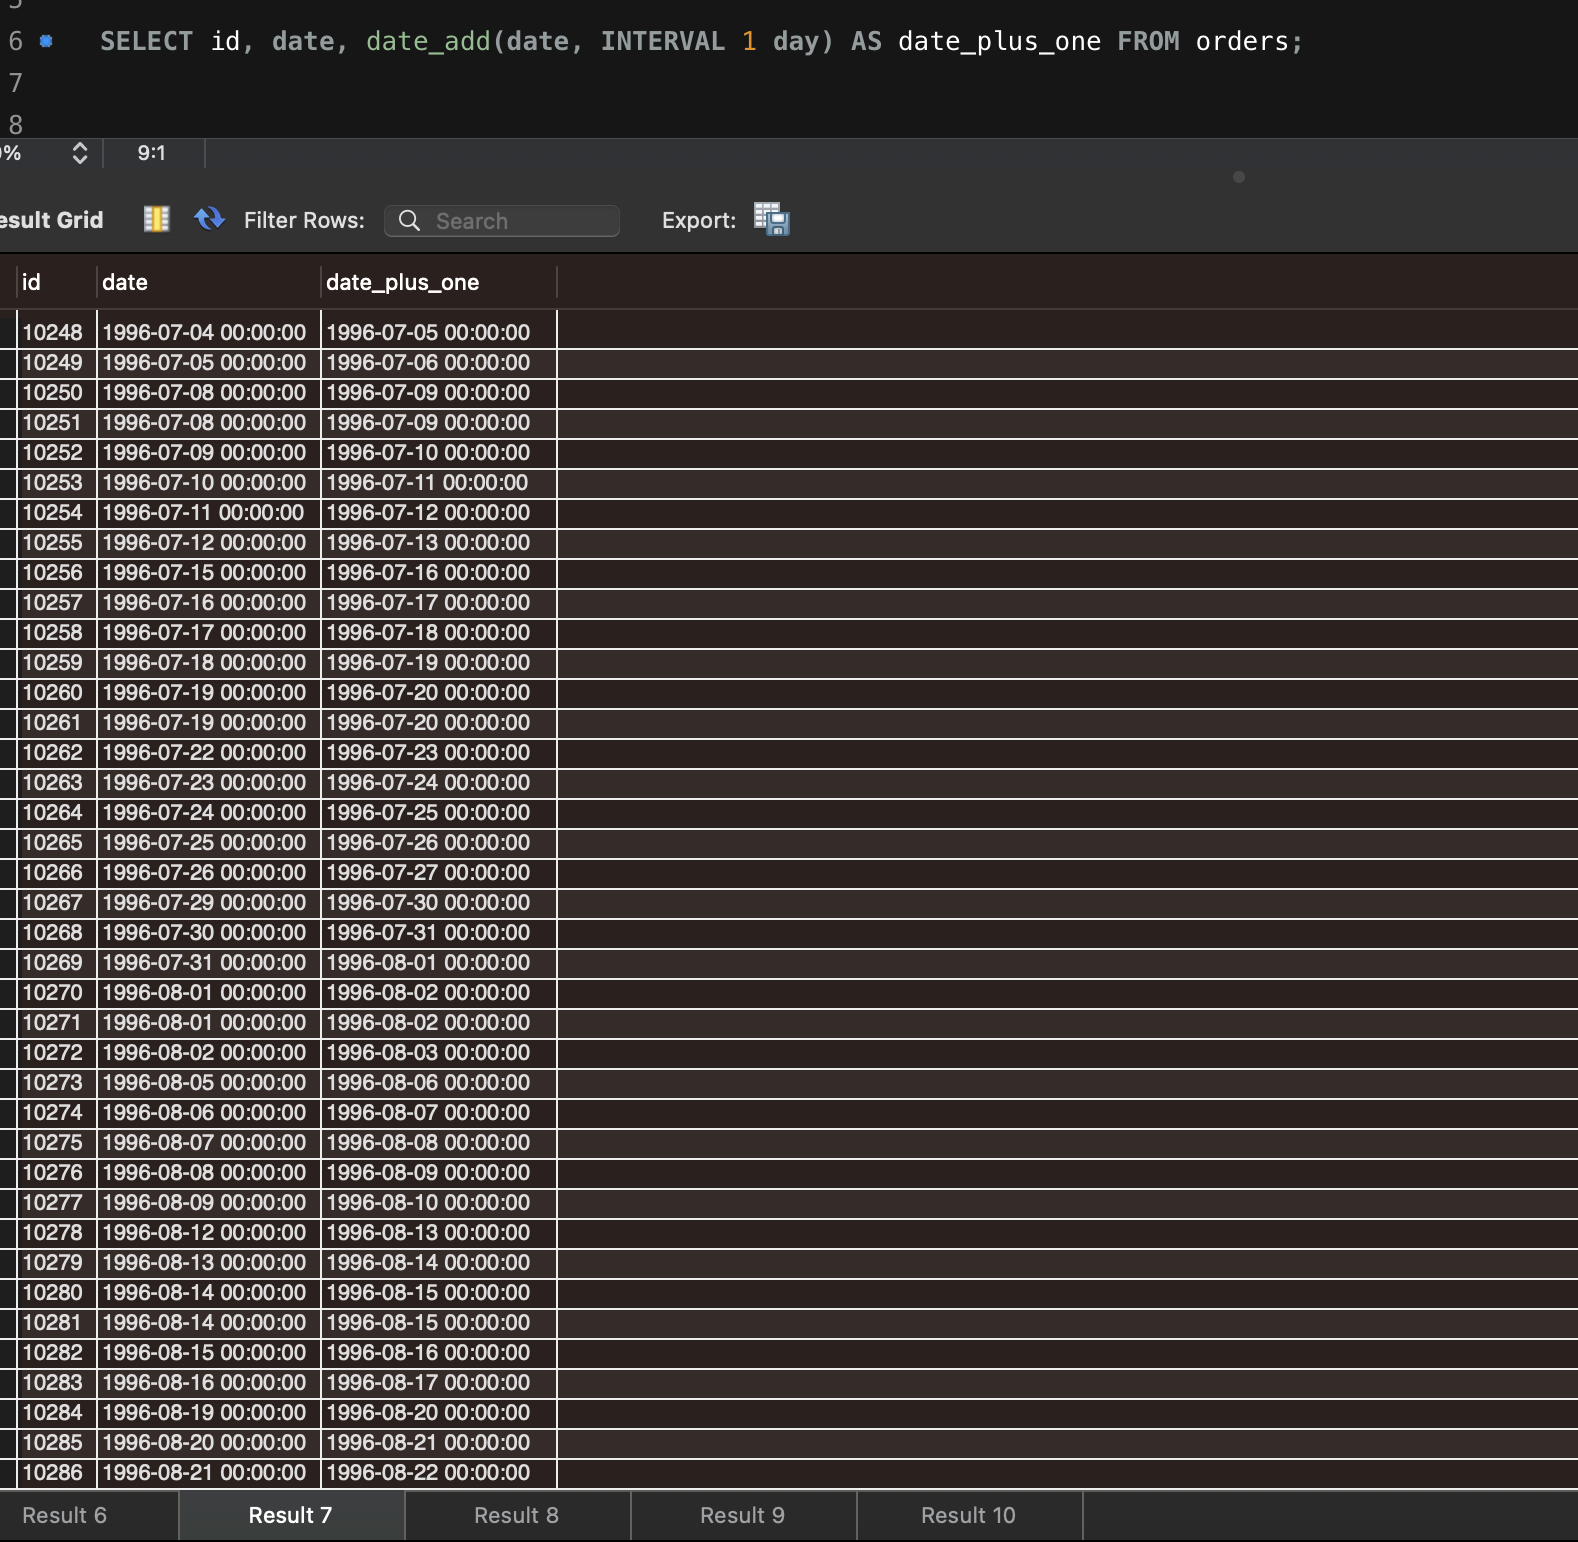 6 SELECT id, date, date_add(date, INTERVAL 1 day) AS date_plus_one FROM orders;
7
8
% 9:1
esult Grid Filter Rows: Search Export:
id date date_plus_one
10248 1996-07-04 00:00:00 1996-07-05 00:00:00
10249 1996-07-05 00:00:00 1996-07-06 00:00:00
10250 1996-07-08 00:00:00 1996-07-09 00:00:00
10251 1996-07-08 00:00:00 1996-07-09 00:00:00
10252 1996-07-09 00:00:00 1996-07-10 00:00:00
10253 1996-07-10 00:00:00 1996-07-11 00:00:00
10254 1996-07-11 00:00:00 1996-07-12 00:00:00
10255 1996-07-12 00:00:00 1996-07-13 00:00:00
10256 1996-07-15 00:00:00 1996-07-16 00:00:00
10257 1996-07-16 00:00:00 1996-07-17 00:00:00
10258 1996-07-17 00:00:00 1996-07-18 00:00:00
10259 1996-07-18 00:00:00 1996-07-19 00:00:00
10260 1996-07-19 00:00:00 1996-07-20 00:00:00
10261 1996-07-19 00:00:00 1996-07-20 00:00:00
10262 1996-07-22 00:00:00 1996-07-23 00:00:00
10263 1996-07-23 00:00:00 1996-07-24 00:00:00
10264 1996-07-24 00:00:00 1996-07-25 00:00:00
10265 1996-07-25 00:00:00 1996-07-26 00:00:00
10266 1996-07-26 00:00:00 1996-07-27 00:00:00
10267 1996-07-29 00:00:00 1996-07-30 00:00:00
10268 1996-07-30 00:00:00 1996-07-31 00:00:00
10269 1996-07-31 00:00:00 1996-08-01 00:00:00
10270 1996-08-01 00:00:00 1996-08-02 00:00:00
10271 1996-08-01 00:00:00 1996-08-02 00:00:00
10272 1996-08-02 00:00:00 1996-08-03 00:00:00
10273 1996-08-05 00:00:00 1996-08-06 00:00:00
10274 1996-08-06 00:00:00 1996-08-07 00:00:00
10275 1996-08-07 00:00:00 1996-08-08 00:00:00
10276 1996-08-08 00:00:00 1996-08-09 00:00:00
10277 1996-08-09 00:00:00 1996-08-10 00:00:00
10278 1996-08-12 00:00:00 1996-08-13 00:00:00
10279 1996-08-13 00:00:00 1996-08-14 00:00:00
10280 1996-08-14 00:00:00 1996-08-15 00:00:00
10281 1996-08-14 00:00:00 1996-08-15 00:00:00
10282 1996-08-15 00:00:00 1996-08-16 00:00:00
10283 1996-08-16 00:00:00 1996-08-17 00:00:00
10284 1996-08-19 00:00:00 1996-08-20 00:00:00
10285 1996-08-20 00:00:00 1996-08-21 00:00:00
10286 1996-08-21 00:00:00 1996-08-22 00:00:00
Result 6 Result 7 Result 8 Result 9 Result 10